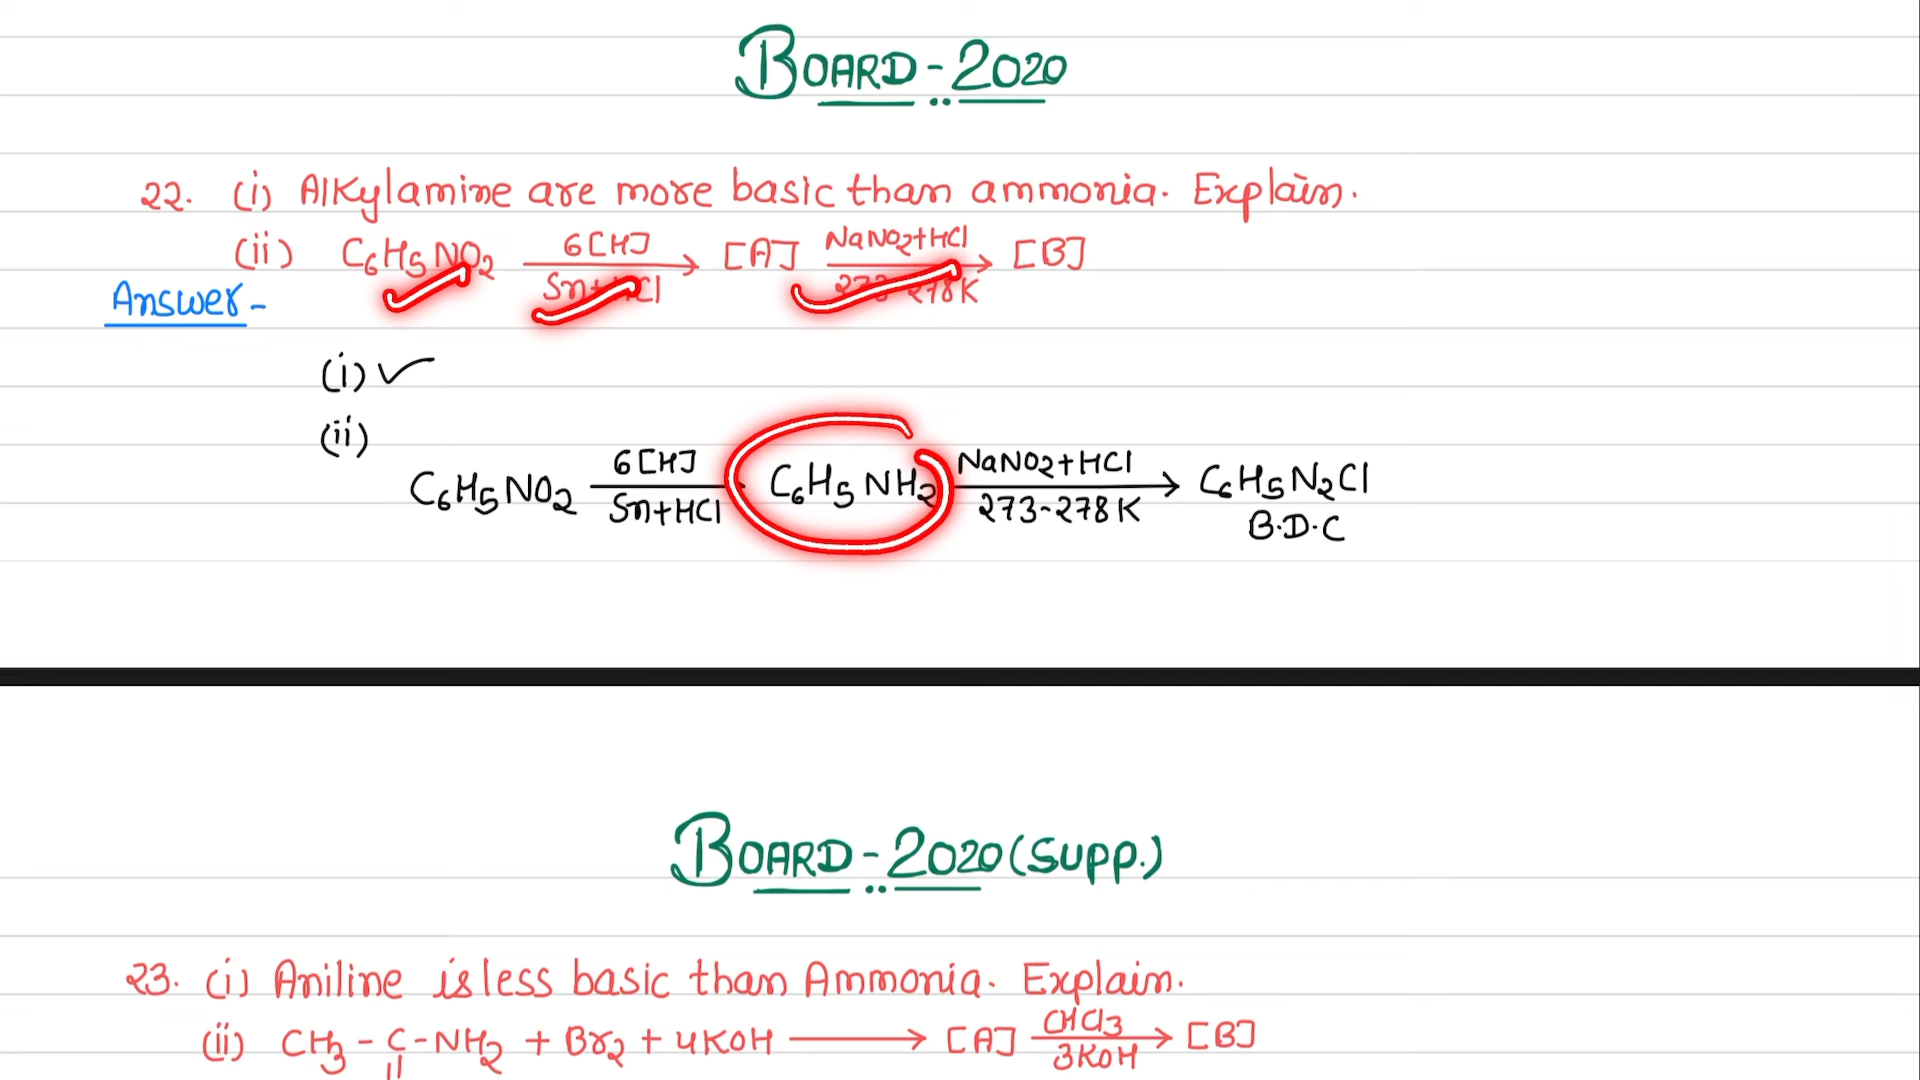 BOARD-2020
22. (i) Alkylamine are more basic than ammonia. Explain.
(ii) C6H5NO2 6[H] Sn+HCl → [A] NaNO2+HCl 273-278K → [B]
Answer-
(i) ✓
(ii)
C6H5NO2 6[H] Sn+HCl → C6H5NH2 NaNO2+HCl 273-278K → C6H5N2Cl
B.D.C
BOARD-2020(SUPP.)
23. (i) Aniline is less basic than Ammonia. Explain.
(ii) CH3-C-NH2 + Br2 + 4KOH → [A] CHCl3 3KOH → [B]